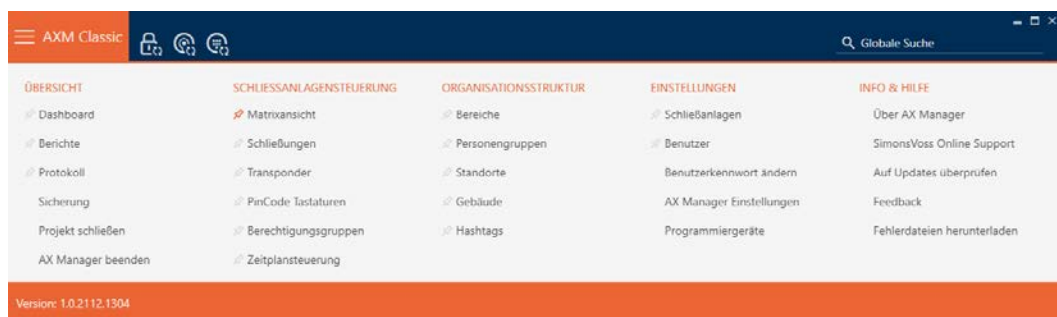 AXM Classic
Globale Suche
ÜBERSICHT
Dashboard
Berichte
Protokoll
Sicherung
Projekt schließen
AX Manager beenden
SCHLIESSANLAGENSTEUERUNG
Matrixansicht
Schließungen
Transponder
PinCode Tastaturen
Berechtigungsgruppen
Zeitplansteuerung
ORGANISATIONSSTRUKTUR
Bereiche
Personengruppen
Standorte
Gebäude
Hashtags
EINSTELLUNGEN
Schließanlagen
Benutzer
Benutzerkennwort ändern
AX Manager Einstellungen
Programmiergeräte
INFO & HILFE
Über AX Manager
SimonsVoss Online Support
Auf Updates überprüfen
Feedback
Fehlerdateien herunterladen
Version: 1.0.2112.1304